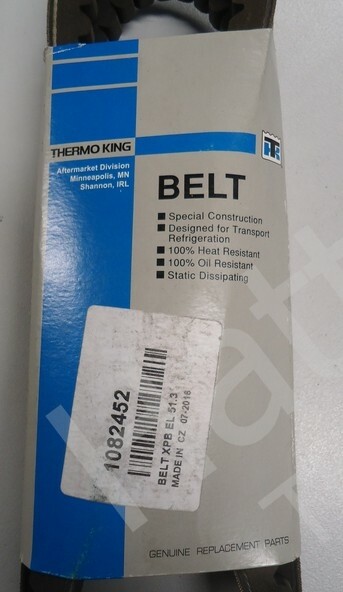 THERMO KING
Aftermarket Division
Minneapolis, MN
Shannon, IRL
BELT
Special Construction
Designed for Transport
Refrigeration
100% Heat Resistant
100% Oil Resistant
Static Dissipating
1082452
BELT XPB EL 51.3
MADE IN CZ 07-2018
GENUINE REPLACEMENT PARTS